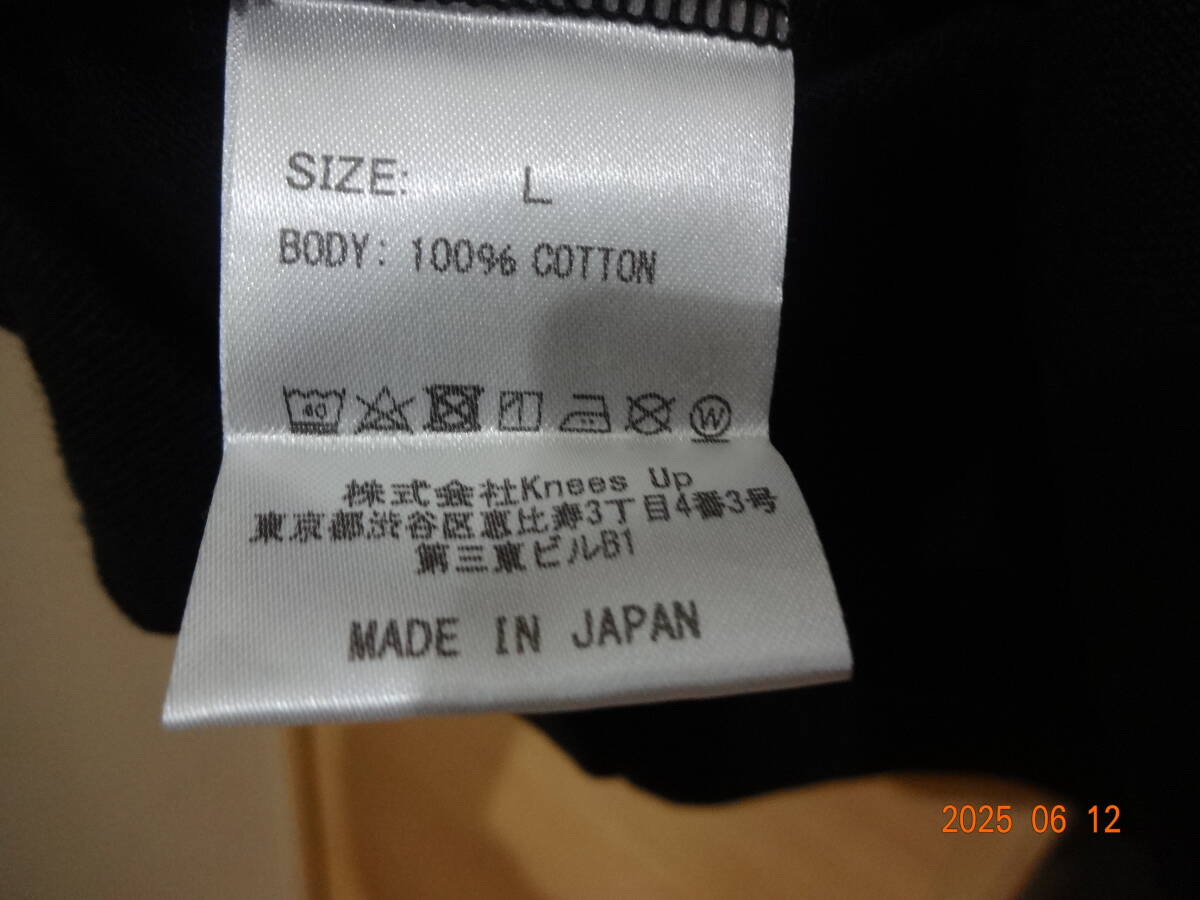 SIZE: L
BODY: 100% COTTON
40
W
株式会社Knees Up
東京都渋谷区恵比寿3丁目4番3号
第三東ビルB1
MADE IN JAPAN
2025 06 12